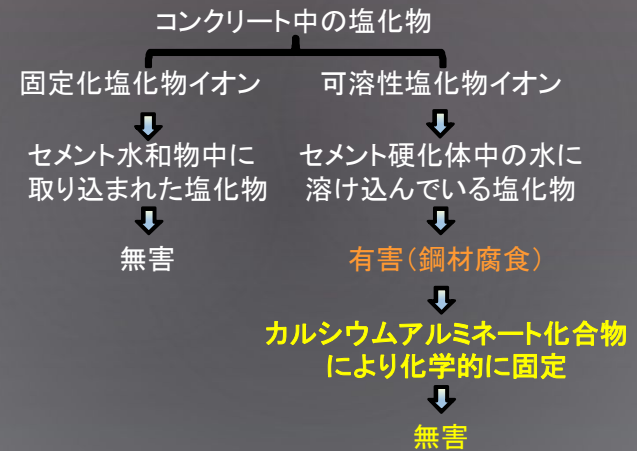 コンクリート中の塩化物
固定化塩化物イオン
セメント水和物中に
取り込まれた塩化物
無害
可溶性塩化物イオン
セメント硬化体中の水に
溶け込んでいる塩化物
有害(鋼材腐食)
カルシウムアルミネート化合物
により化学的に固定
無害